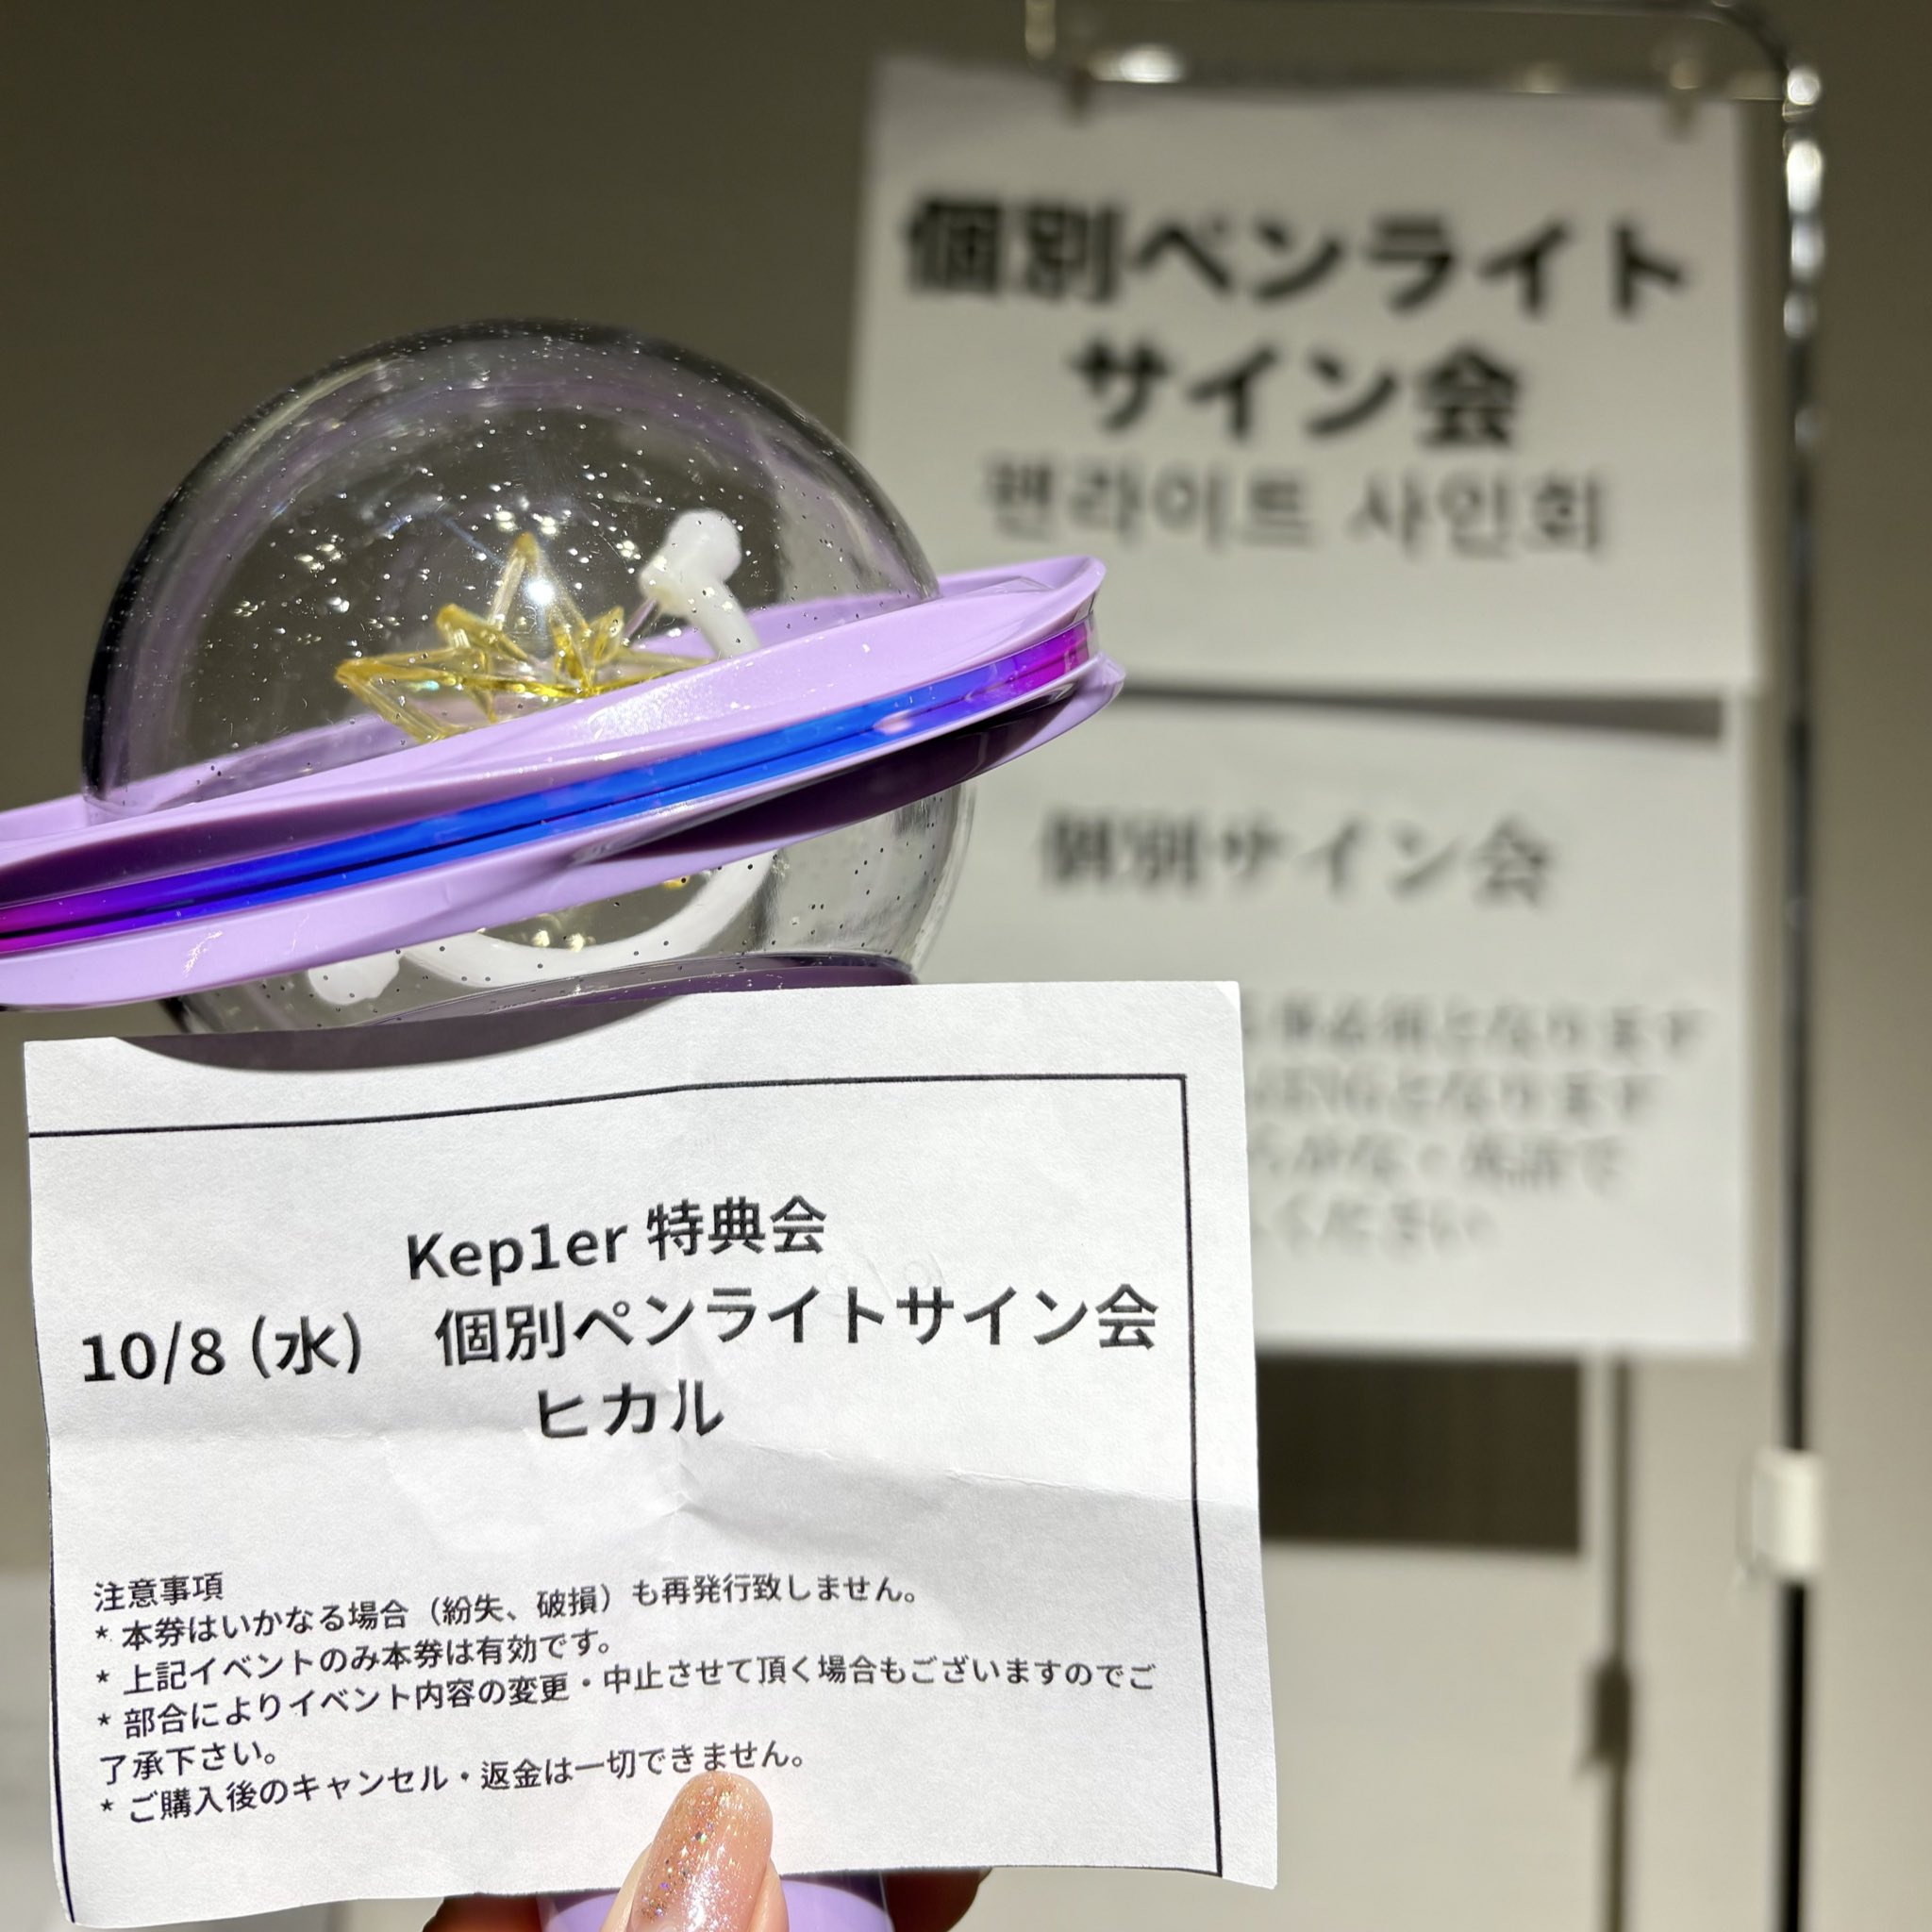 個別ペンライト
サイン会
펜라이트 사인회
個別サイン会
Kep1er 特典会
10/8 (水)　個別ペンライトサイン会
ヒカル
注意事項
* 本券はいかなる場合（紛失、破損）も再発行致しません。
* 上記イベントのみ本券は有効です。
* 部合によりイベント内容の変更・中止させて頂く場合もございますのでご
了承下さい。
* ご購入後のキャンセル・返金は一切できません。